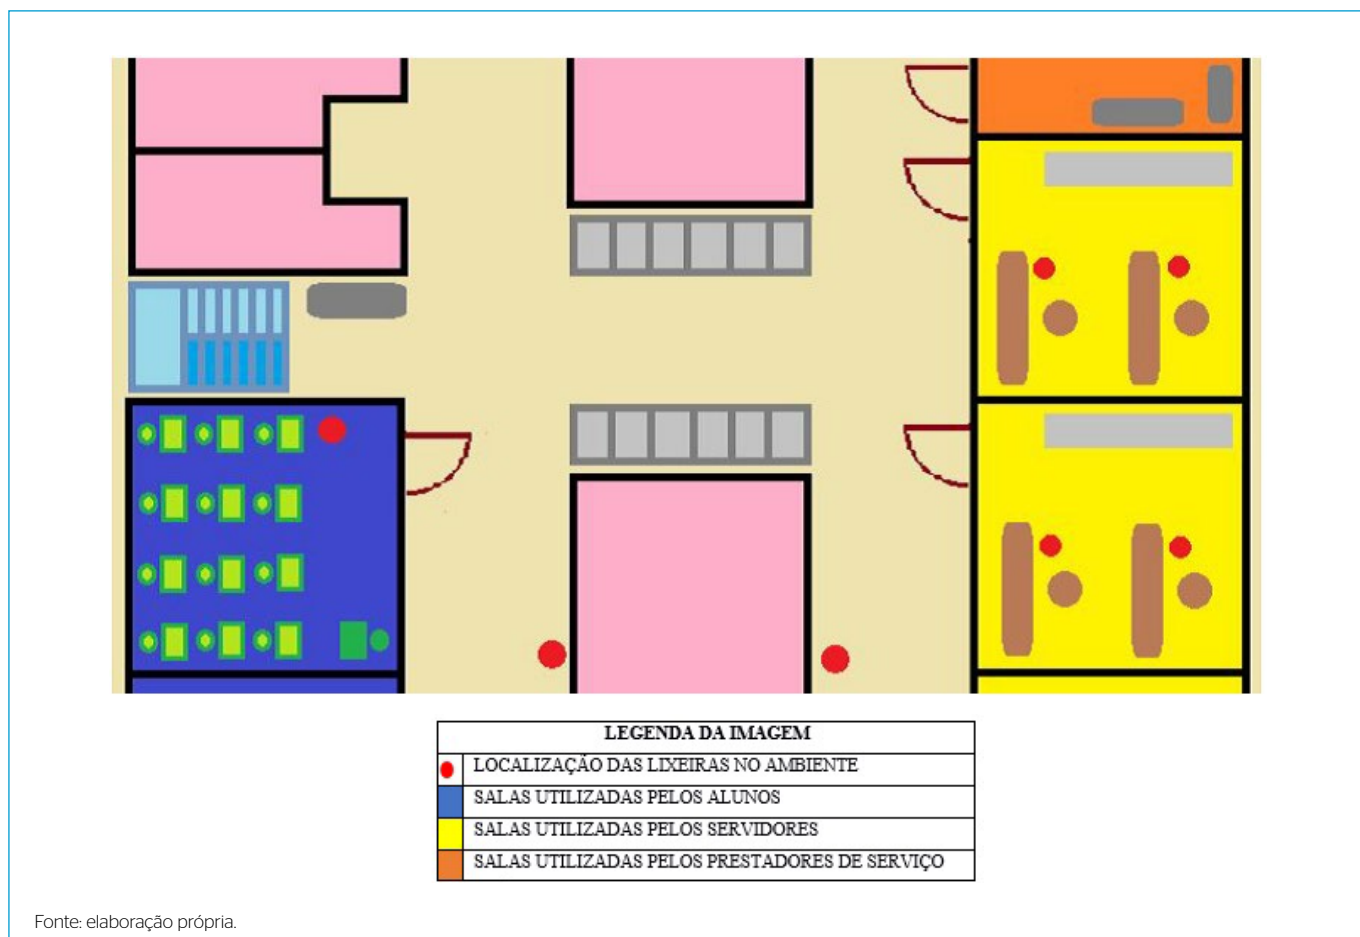 LEGENDA DA IMAGEM
LOCALIZAÇÃO DAS LIXEIRAS NO AMBIENTE
SALAS UTILIZADAS PELOS ALUNOS
SALAS UTILIZADAS PELOS SERVIDORES
SALAS UTILIZADAS PELOS PRESTADORES DE SERVIÇO
Fonte: elaboração própria.